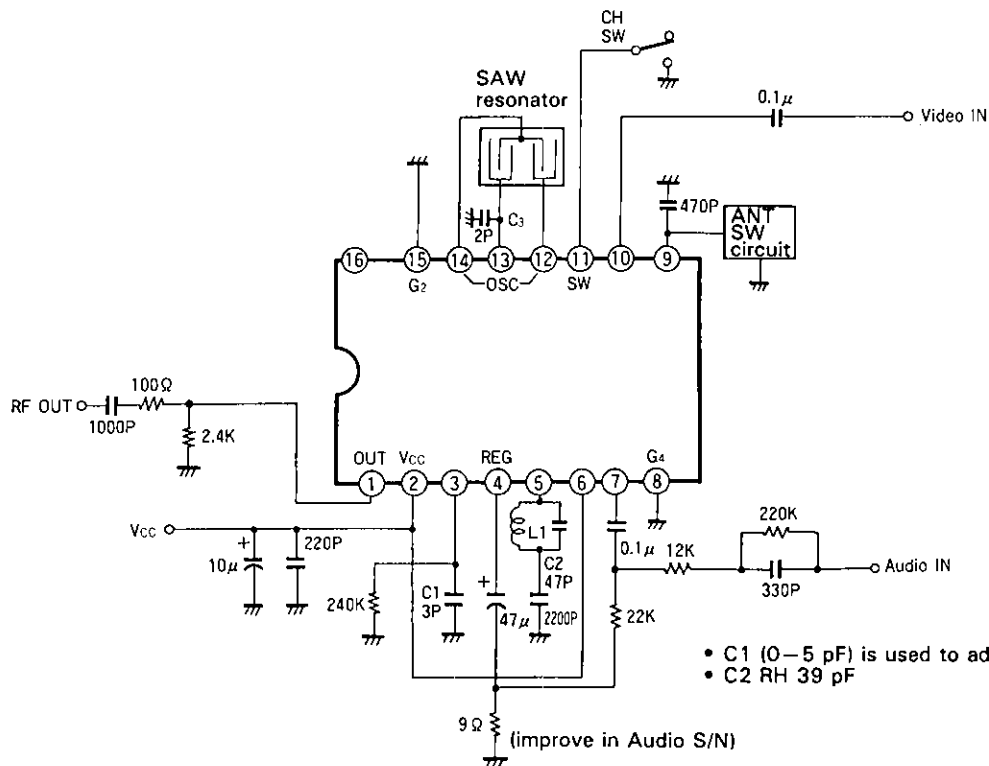 CH
SW
SAW
resonator
0.1μ
Video IN
470P
ANT
SW
circuit
C3
2P
16
15
14
13
12
11
10
9
G2
OSC
SW
RF OUT
1000P
100Ω
2.4K
OUT
Vcc
REG
G4
1
2
3
4
5
6
7
8
Vcc
+
10μ
220P
240K
C1
3P
+
47μ
L1
C2
47P
2200P
0.1μ
12K
220K
330P
Audio IN
22K
9Ω
(improve in Audio S/N)
• C1 (0–5 pF) is used to ad
• C2 RH 39 pF